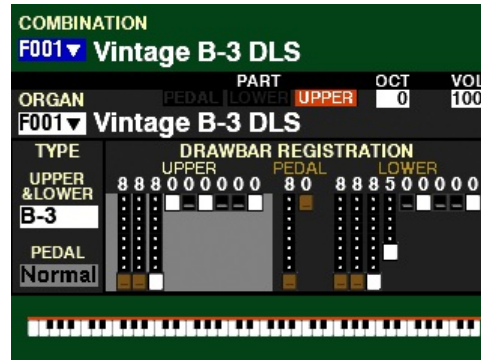 COMBINATION
F001▼ Vintage B-3 DLS
PART OCT VOL
ORGAN PEDAL LOWER UPPER 0 100
F001▼ Vintage B-3 DLS
TYPE DRAWBAR REGISTRATION
UPPER PEDAL LOWER
UPPER 888000000 80 888500000
&LOWER
B-3
PEDAL
Normal